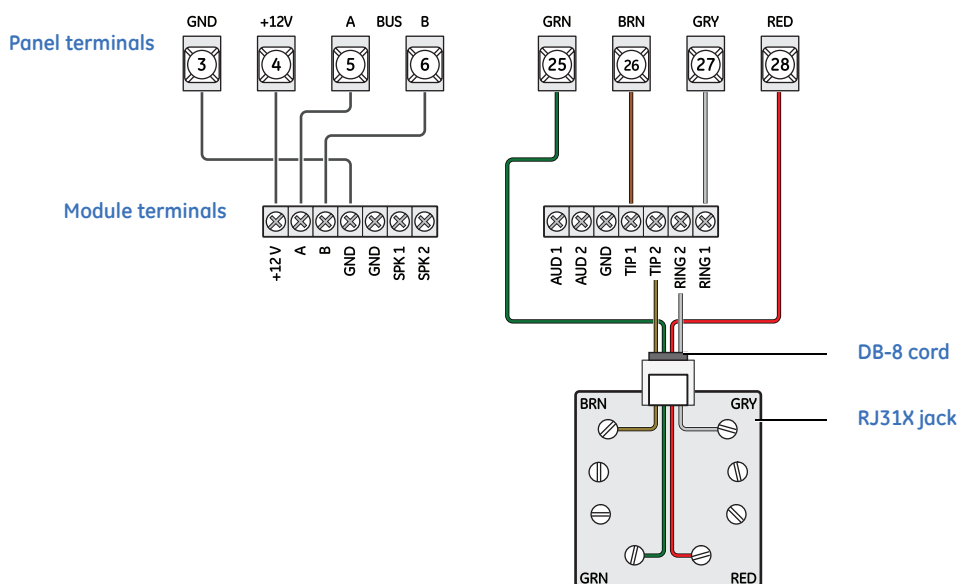 GND +12V A BUS B GRN BRN GRY RED
Panel terminals
3 4 5 6 25 26 27 28
Module terminals
+12 V A B GND GND SPK 1 SPK 2 AUD 1 AUD 2 GND TIP 1 TIP 2 RING 2 RING 1
DB-8 cord
BRN GRY
RJ31X jack
GRN RED